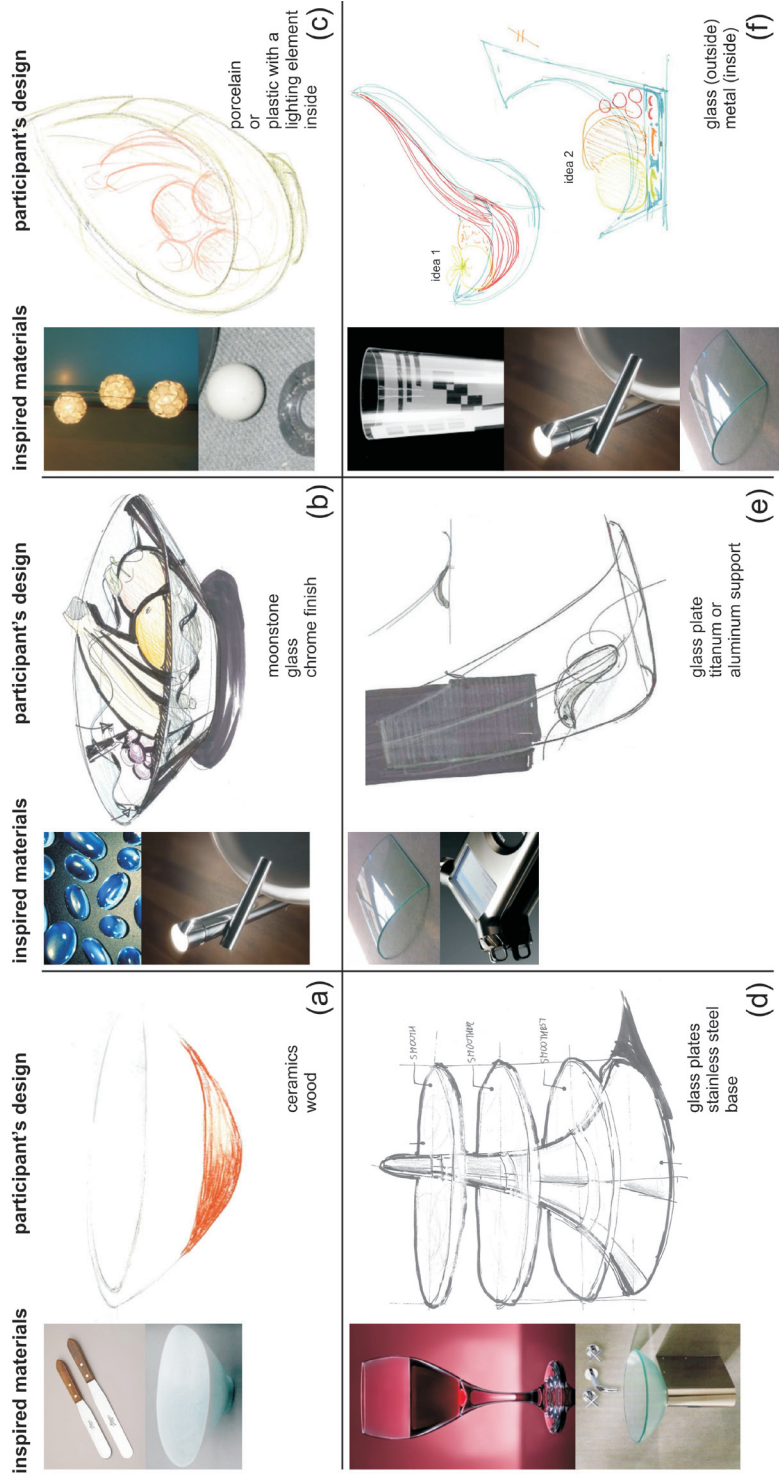 inspired materials
participant's design
inspired materials
participant's design
inspired materials
participant's design
ceramics
wood
(a)
moonstone
glass
chrome finish
(b)
porcelain
or
plastic with a
lighting element
inside
(c)
SMOOTH
glass plates
stainless steel
base
(d)
glass plate
titanum or
aluminum support
(e)
idea 1
idea 2
glass (outside)
metal (inside)
(f)